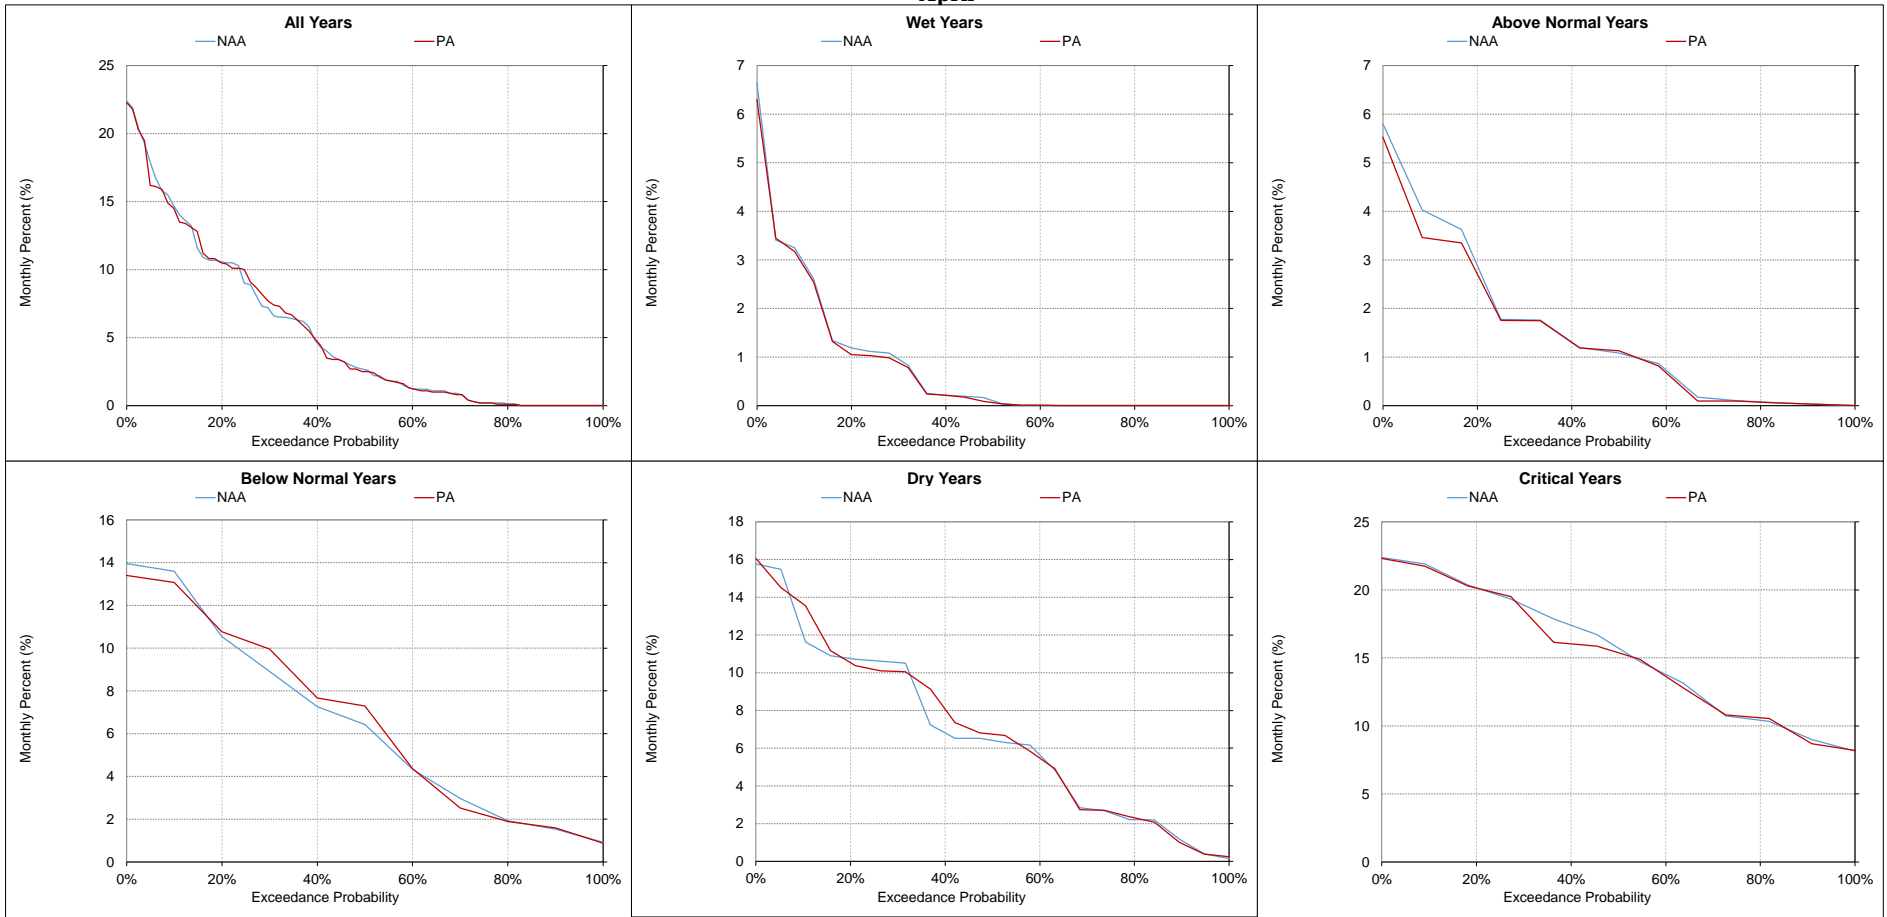 All Years
NAA PA
Monthly Percent (%)
25
20
15
10
5
0
0% 20% 40% 60% 80% 100%
Exceedance Probability
Wet Years
NAA PA
Monthly Percent (%)
7
6
5
4
3
2
1
0
0% 20% 40% 60% 80% 100%
Exceedance Probability
Above Normal Years
NAA PA
Monthly Percent (%)
7
6
5
4
3
2
1
0
0% 20% 40% 60% 80% 100%
Exceedance Probability
Below Normal Years
NAA PA
Monthly Percent (%)
16
14
12
10
8
6
4
2
0
0% 20% 40% 60% 80% 100%
Exceedance Probability
Dry Years
NAA PA
Monthly Percent (%)
18
16
14
12
10
8
6
4
2
0
0% 20% 40% 60% 80% 100%
Exceedance Probability
Critical Years
NAA PA
Monthly Percent (%)
25
20
15
10
5
0
0% 20% 40% 60% 80% 100%
Exceedance Probability